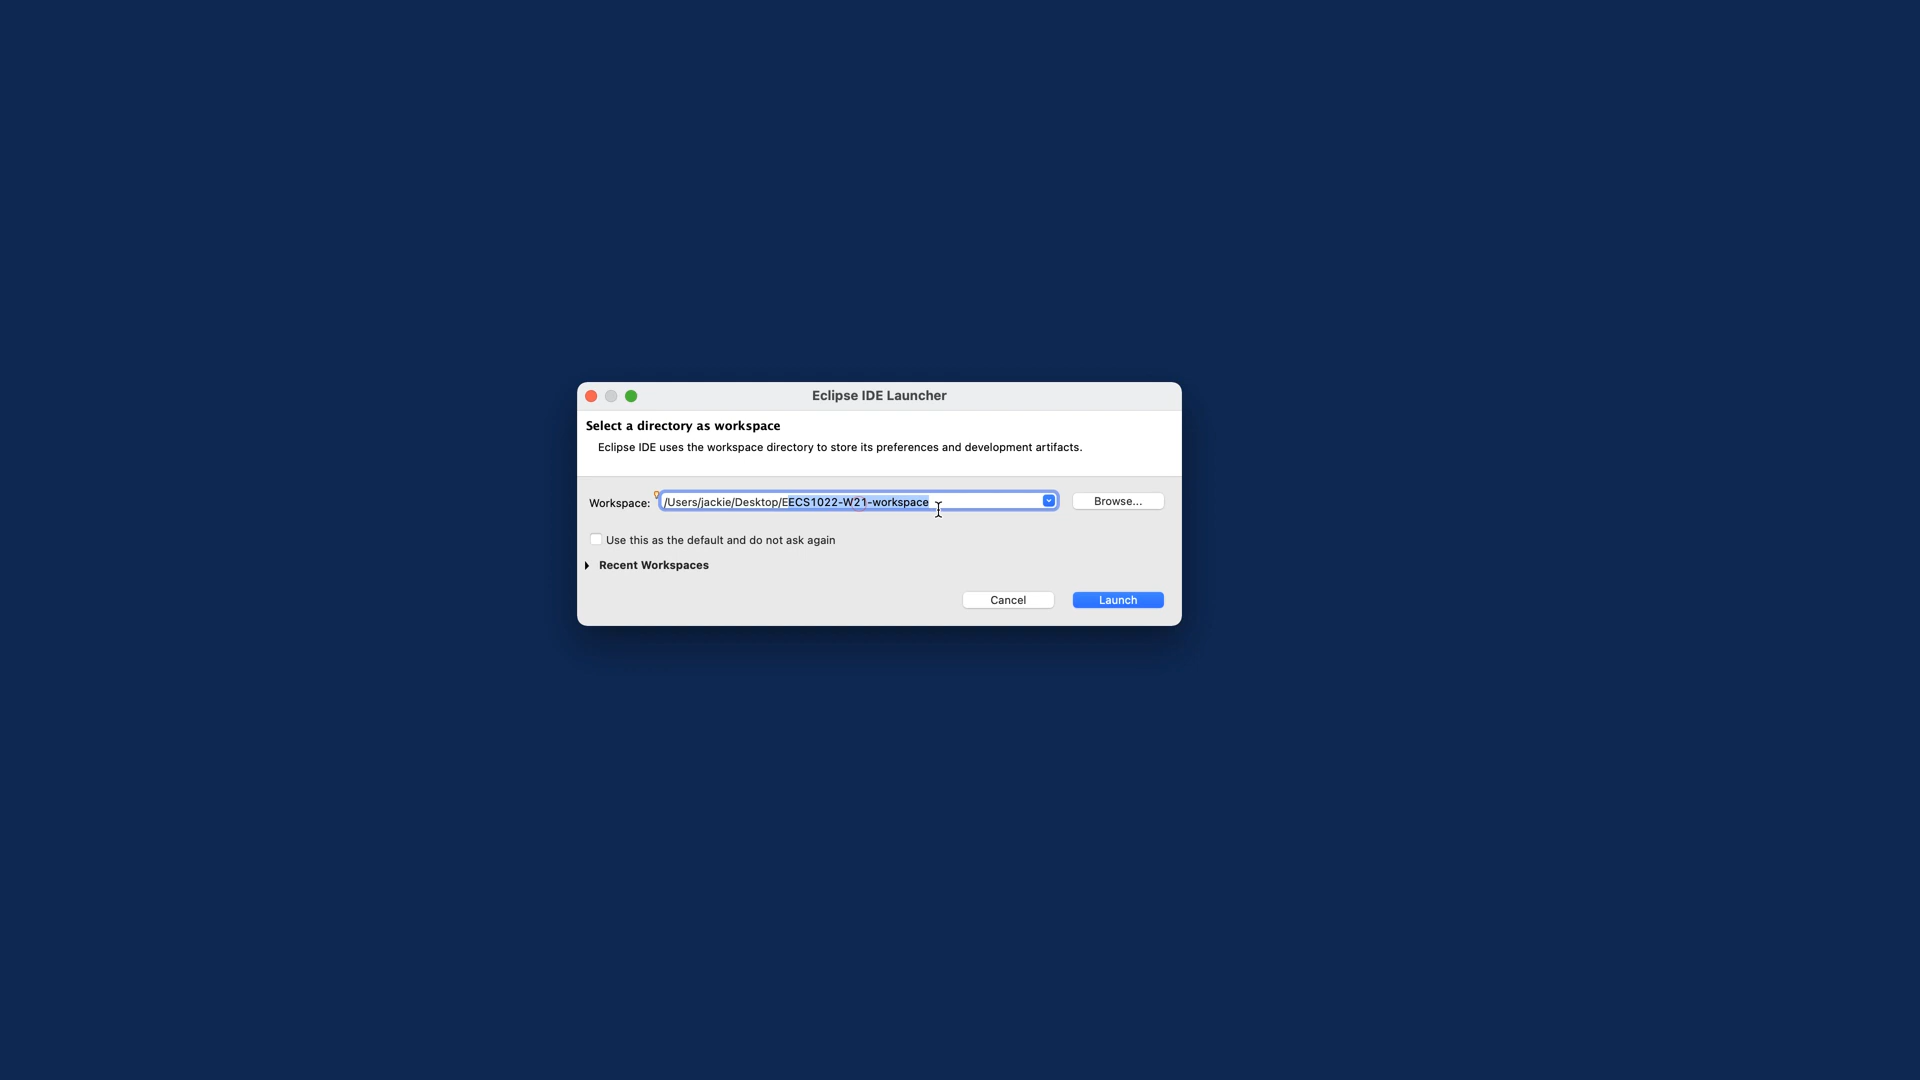 Eclipse IDE Launcher
Select a directory as workspace
Eclipse IDE uses the workspace directory to store its preferences and development artifacts.
Workspace: /Users/jackie/Desktop/EECS1022-W21-workspace Browse...
Use this as the default and do not ask again
Recent Workspaces
Cancel Launch